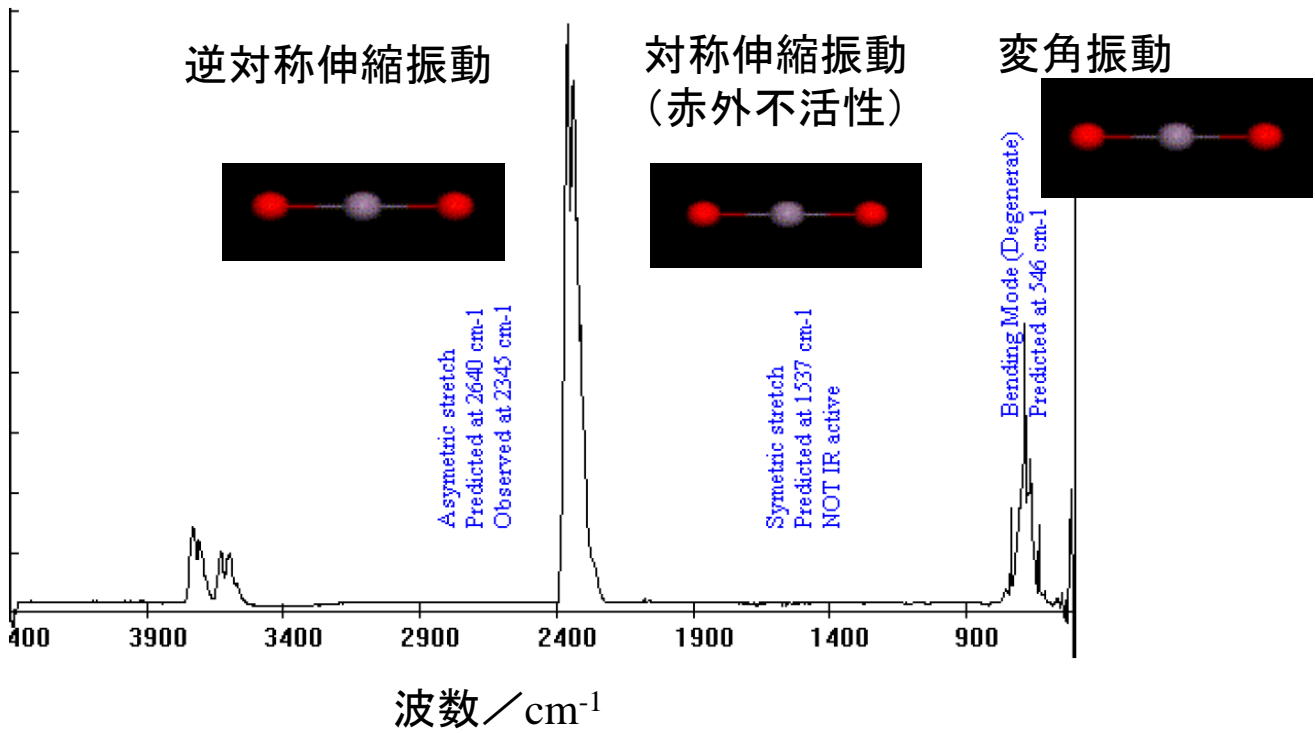 逆対称伸縮振動
対称伸縮振動
（赤外不活性）
変角振動
Asymetric stretch
Predicted at 2640 cm-1
Observed at 2345 cm-1
Symetric stretch
Predicted at 1537 cm-1
NOT IR active
Bending Mode (Degenerate)
Predicted at 546 cm-1
400 3900 3400 2900 2400 1900 1400 900
波数／cm-1